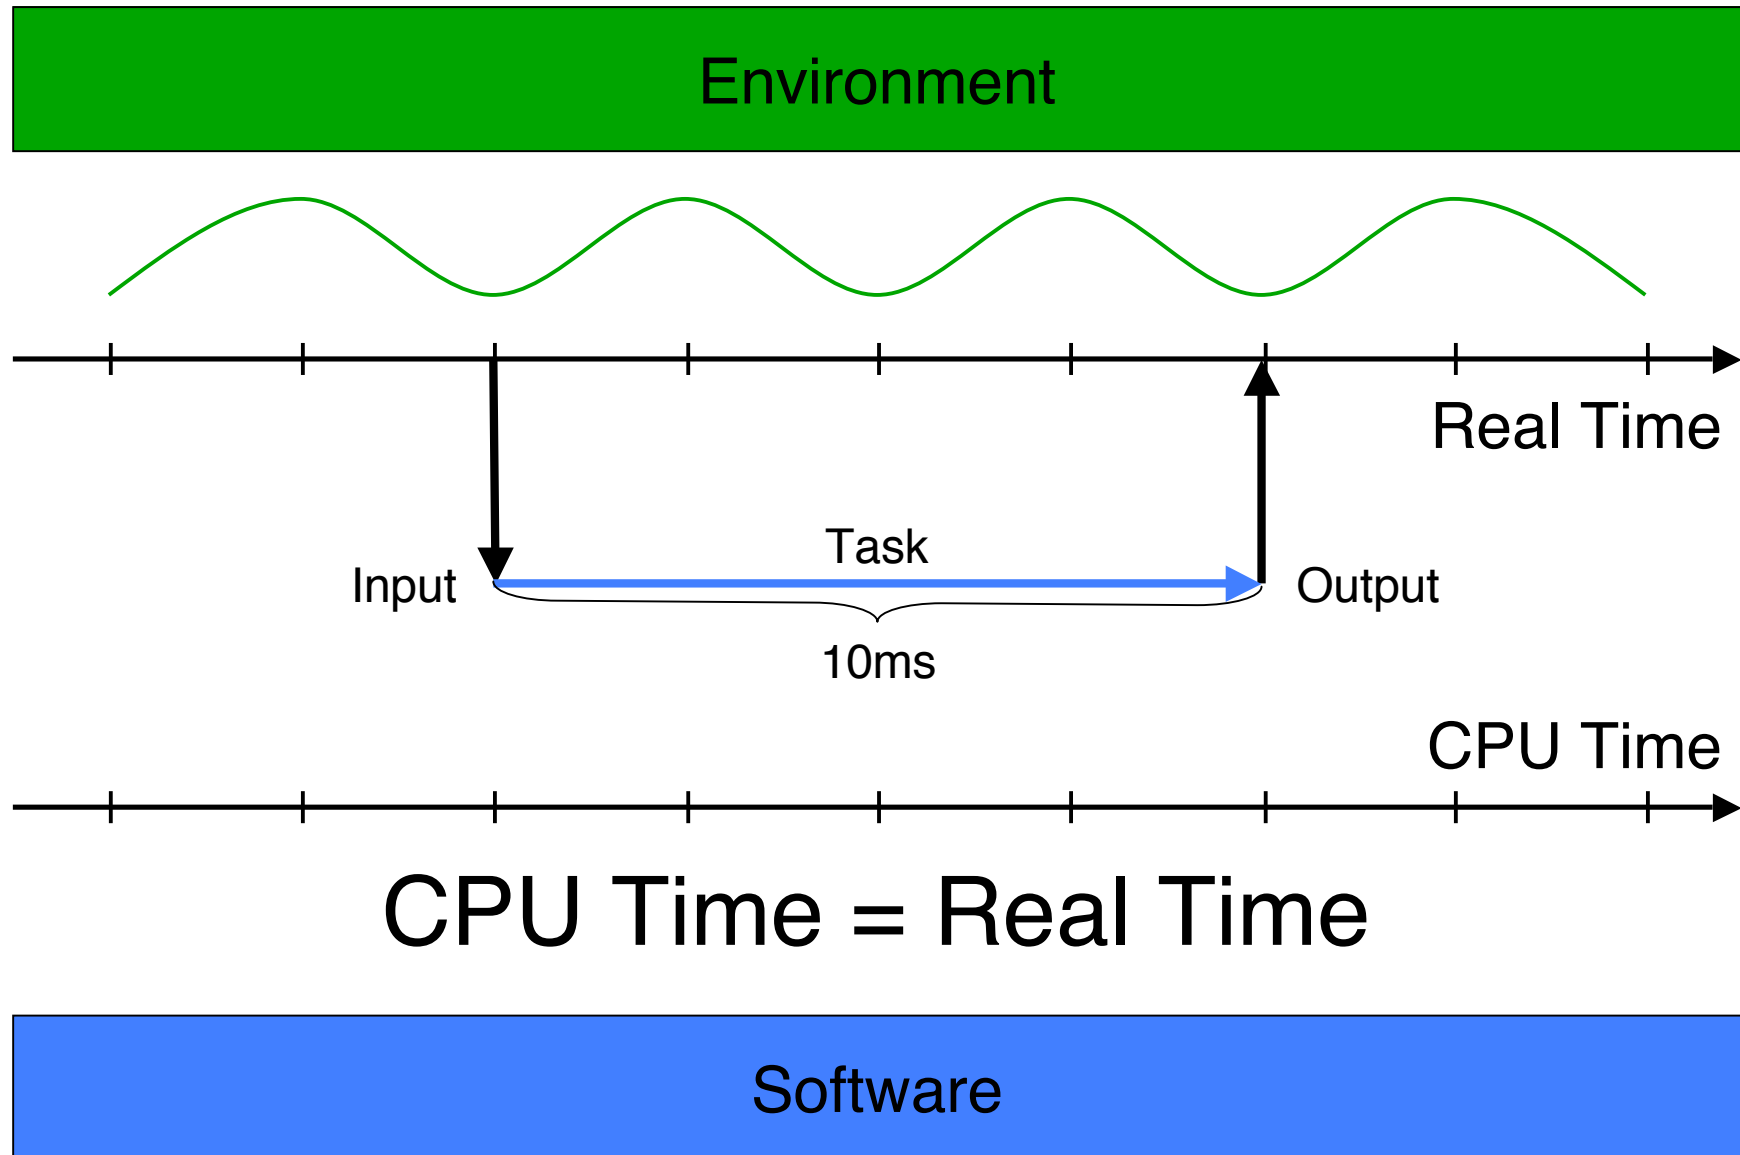 Environment
Real Time
Task
Input
Output
10ms
CPU Time
CPU Time = Real Time
Software